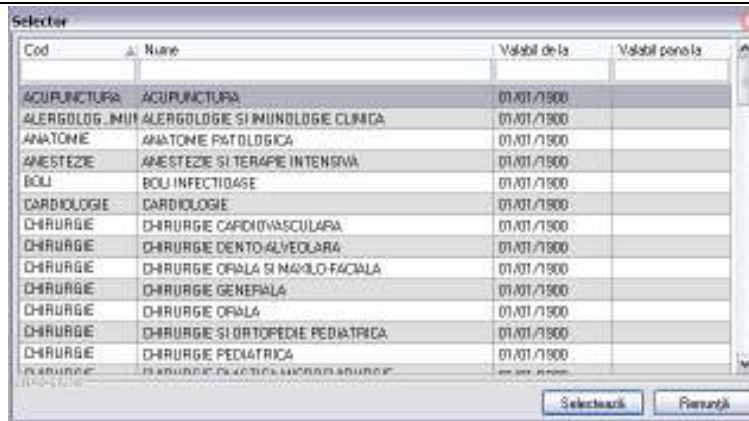 Selector
Cod Nume Valabil de la Valabil pana la
ACUPUNCTURA ACUPUNCTURA 01/01/1900
ALERGOLOG..IMUN ALERGOLOGIE SI IMUNOLOGIE CLINICA 01/01/1900
ANATOMIE ANATOMIE PATOLOGICA 01/01/1900
ANESTEZIE ANESTEZIE SI TERAPIE INTENSIVA 01/01/1900
BOLI BOLI INFECTIOASE 01/01/1900
CARDIOLOGIE CARDIOLOGIE 01/01/1900
CHIRURGIE CHIRURGIE CARDIOVASCULARA 01/01/1900
CHIRURGIE CHIRURGIE DENTO-ALVEOLARA 01/01/1900
CHIRURGIE CHIRURGIE ORALA SI MAXILO-FACIALA 01/01/1900
CHIRURGIE CHIRURGIE GENERALA 01/01/1900
CHIRURGIE CHIRURGIE ORALA 01/01/1900
CHIRURGIE CHIRURGIE SI ORTOPEDIE PEDIATRICA 01/01/1900
CHIRURGIE CHIRURGIE PEDIATRICA 01/01/1900
CHIRURGIE CHIRURGIE PLASTICA
Selectează Renunţă